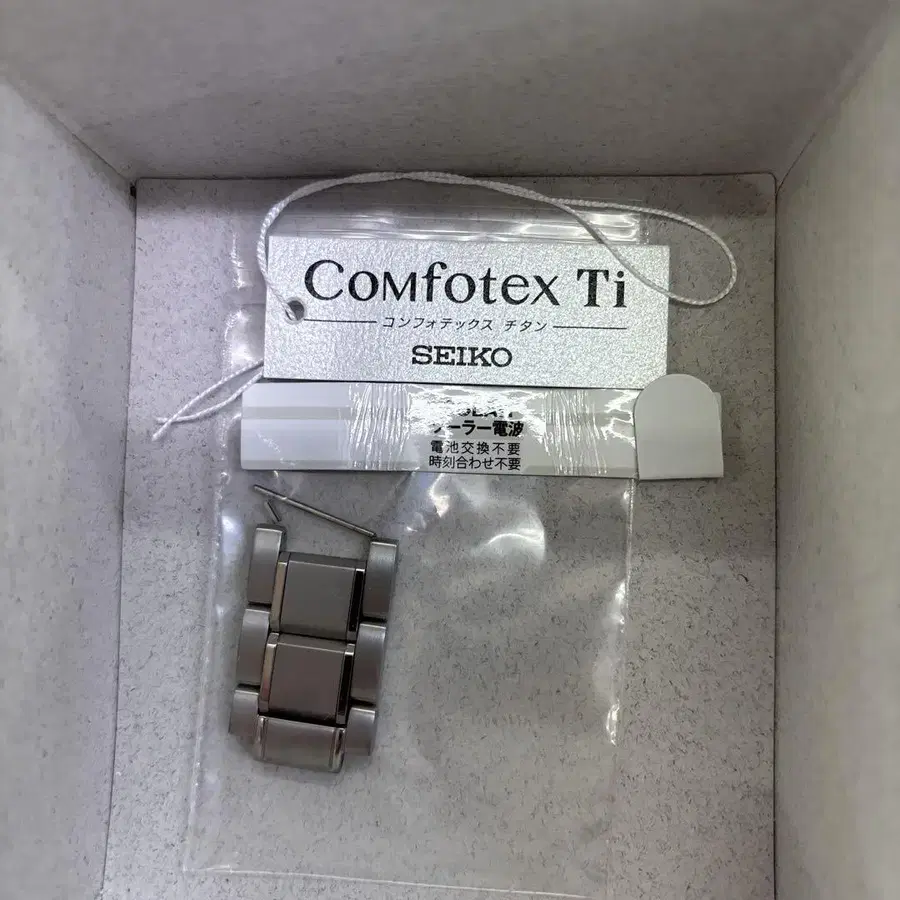 Comfotex Ti
コンフォテックス チタン
SEIKO
ソーラー電波
電池交換不要
時刻合わせ不要